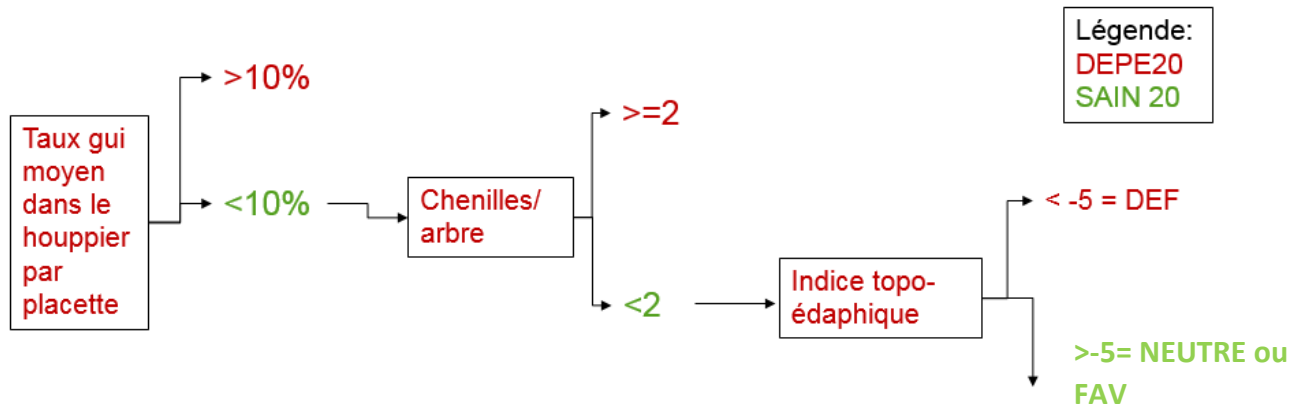 Légende:
DEPE20
SAIN 20
>10%
Taux gui
moyen
dans le
houppier
par
placette
<10%
>=2
Chenilles/
arbre
<2
< -5 = DEF
Indice topo-
édaphique
>-5= NEUTRE ou
FAV